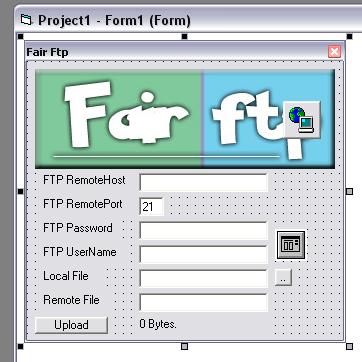 Project1 - Form1 (Form)
Fair Ftp
Fair ftp
FTP RemoteHost
FTP RemotePort 21
FTP Password
FTP UserName
Local File ..
Remote File
Upload 0 Bytes.